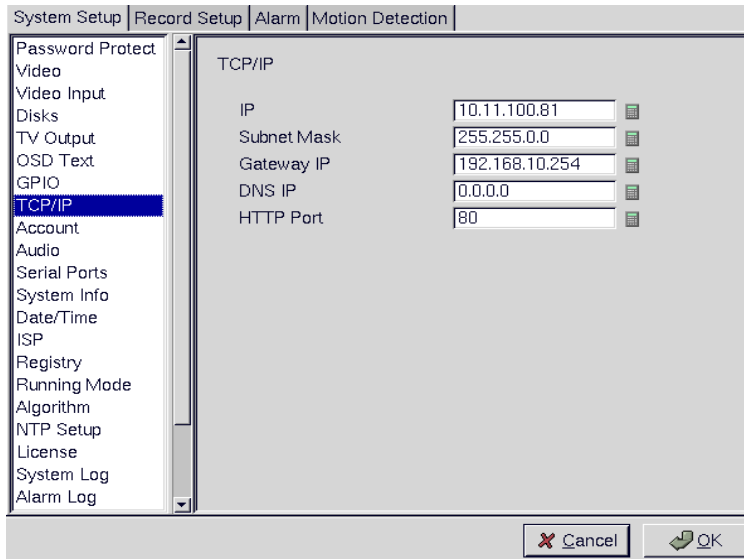 System Setup Record Setup Alarm Motion Detection
Password Protect
Video
Video Input
Disks
TV Output
OSD Text
GPIO
TCP/IP
Account
Audio
Serial Ports
System Info
Date/Time
ISP
Registry
Running Mode
Algorithm
NTP Setup
License
System Log
Alarm Log
TCP/IP
IP 10.11.100.81
Subnet Mask 255.255.0.0
Gateway IP 192.168.10.254
DNS IP 0.0.0.0
HTTP Port 80
Cancel OK